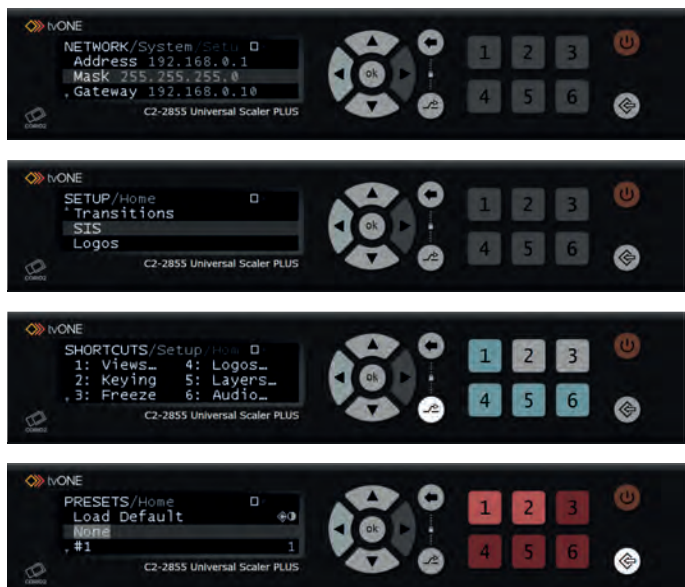 tvONE
NETWORK/System/Setu
Address 192.168.0.1
Mask 255.255.255.0
Gateway 192.168.0.10
C2-2855 Universal Scaler PLUS
ok
1 2 3
4 5 6
tvONE
SETUP/Home
Transitions
SIS
Logos
C2-2855 Universal Scaler PLUS
ok
1 2 3
4 5 6
tvONE
SHORTCUTS/Setup/Hom
1: Views… 4: Logos…
2: Keying 5: Layers…
3: Freeze 6: Audio…
C2-2855 Universal Scaler PLUS
ok
1 2 3
4 5 6
tvONE
PRESETS/Home
Load Default
None
#1 1
C2-2855 Universal Scaler PLUS
ok
1 2 3
4 5 6